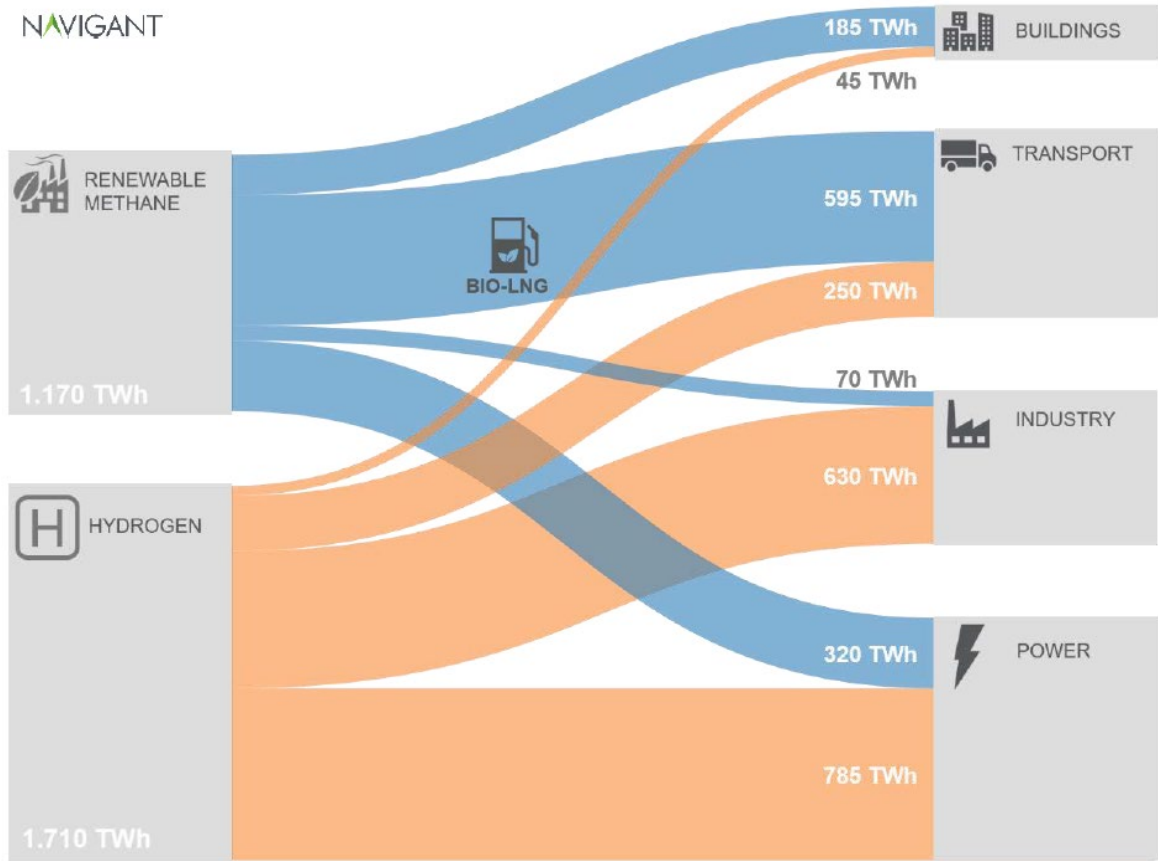 NAVIGANT
185 TWh
BUILDINGS
45 TWh
RENEWABLE
METHANE
TRANSPORT
595 TWh
BIO-LNG
250 TWh
1.170 TWh
70 TWh
INDUSTRY
630 TWh
H
HYDROGEN
320 TWh
POWER
785 TWh
1.710 TWh